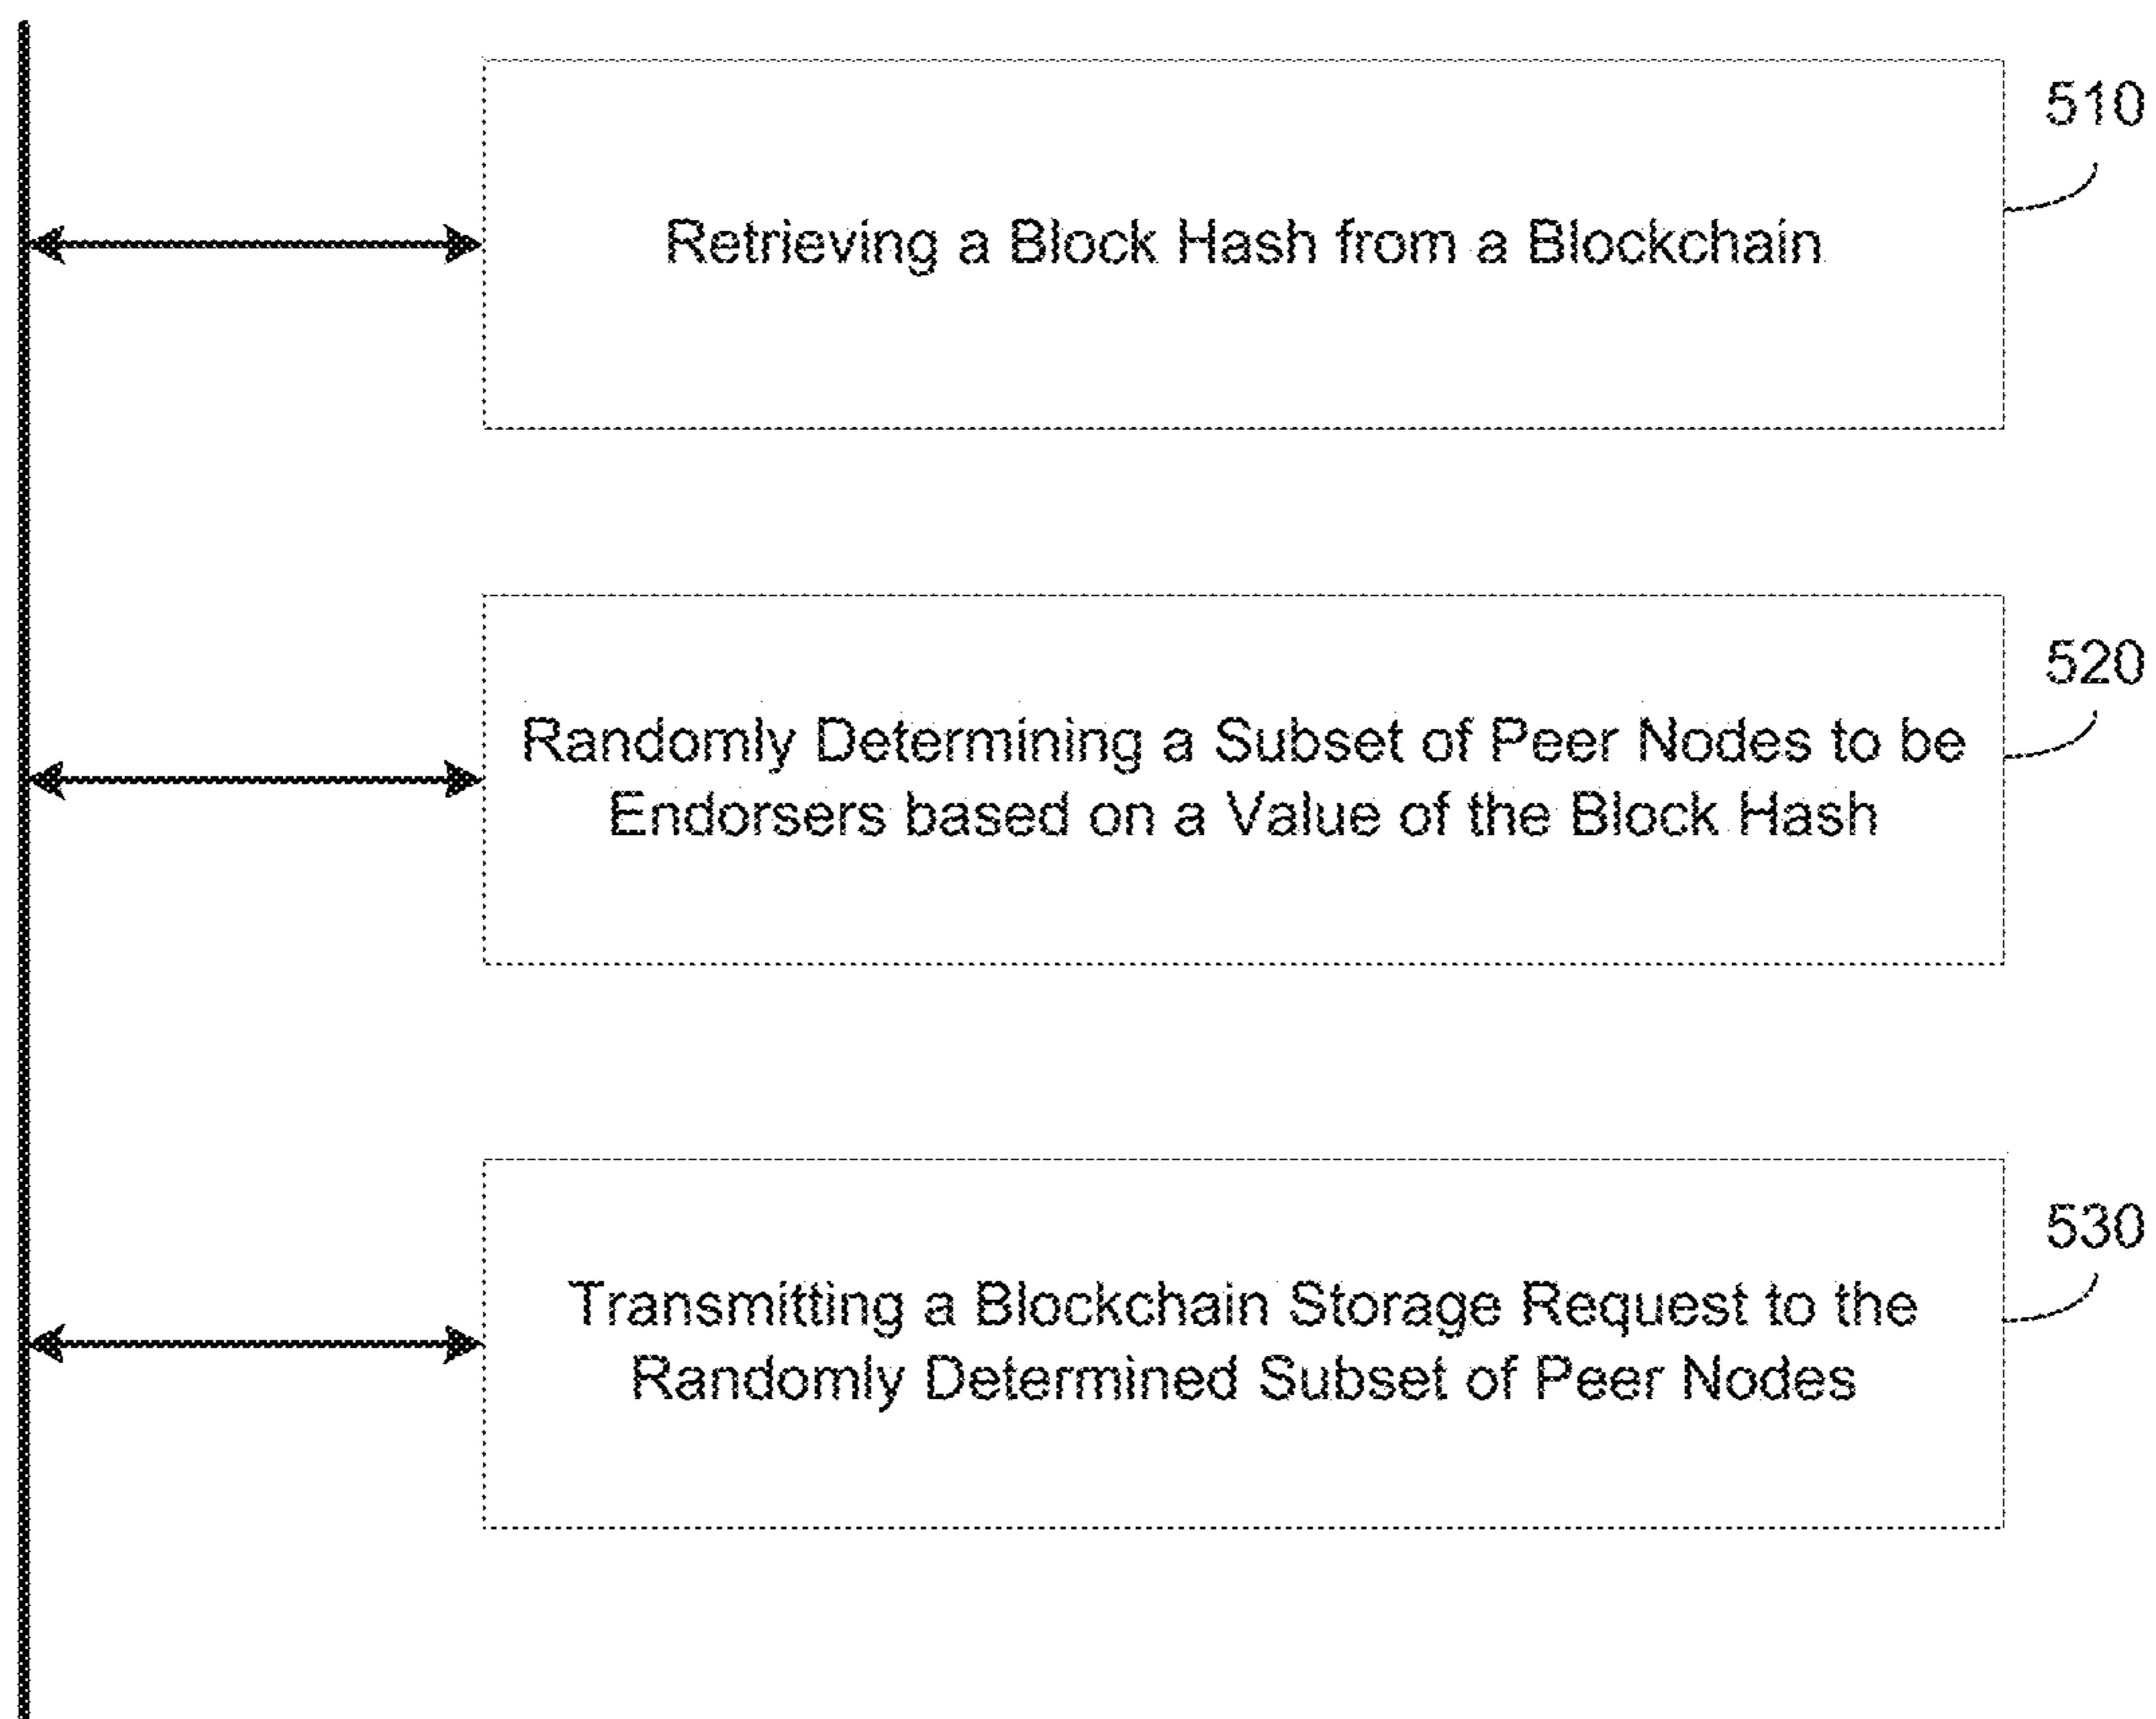 510
Retrieving a Block Hash from a Blockchain
520
Randomly Determining a Subset of Peer Nodes to be
Endorsers based on a Value of the Block Hash
530
Transmitting a Blockchain Storage Request to the
Randomly Determined Subset of Peer Nodes